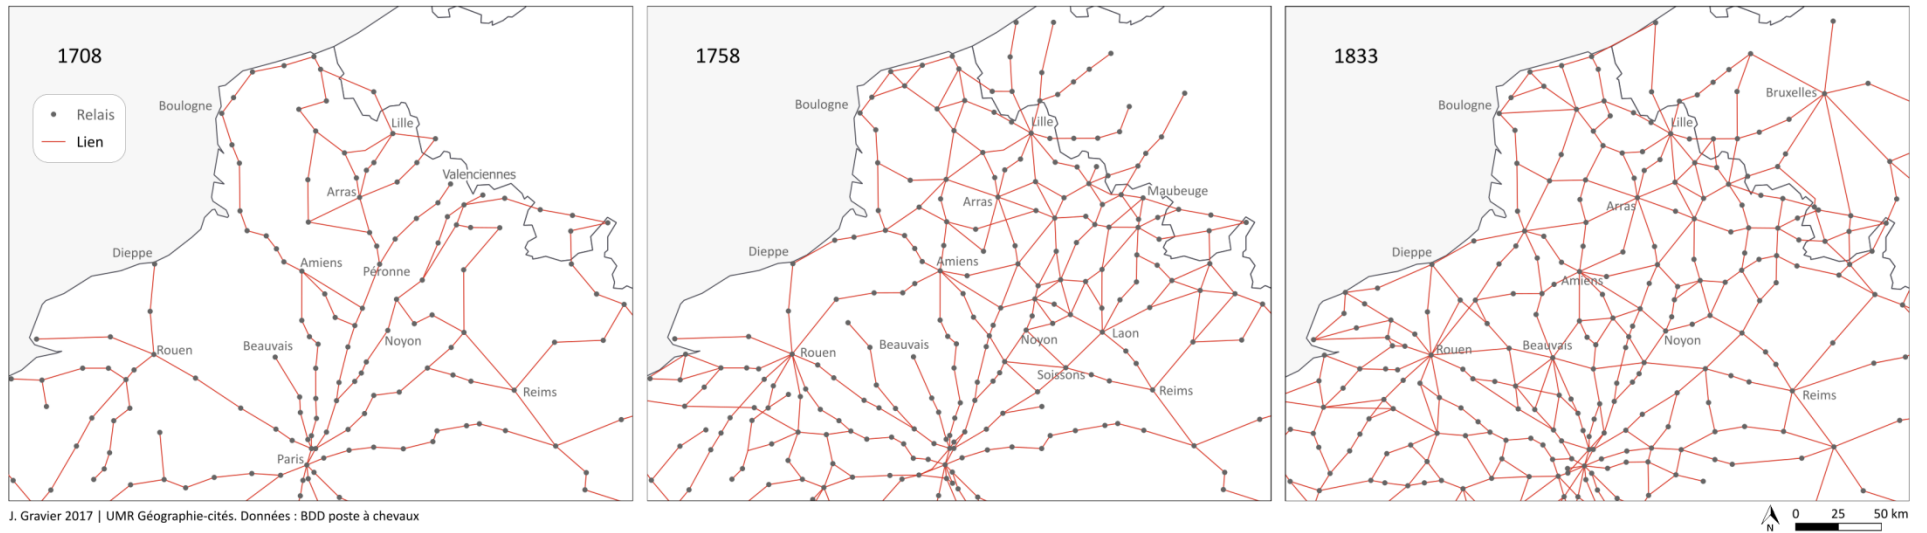 1708
Relais
Lien
Boulogne
Lille
Valenciennes
Arras
Dieppe
Amiens
Péronne
Rouen
Beauvais
Noyon
Reims
Paris
1758
Boulogne
Lille
Maubeuge
Arras
Dieppe
Amiens
Rouen
Beauvais
Noyon
Laon
Soissons
Reims
1833
Bruxelles
Boulogne
Lille
Arras
Dieppe
Amiens
Rouen
Beauvais
Noyon
Reims
J. Gravier 2017 | UMR Géographie-cités. Données : BDD poste à chevaux
N
0 25 50 km